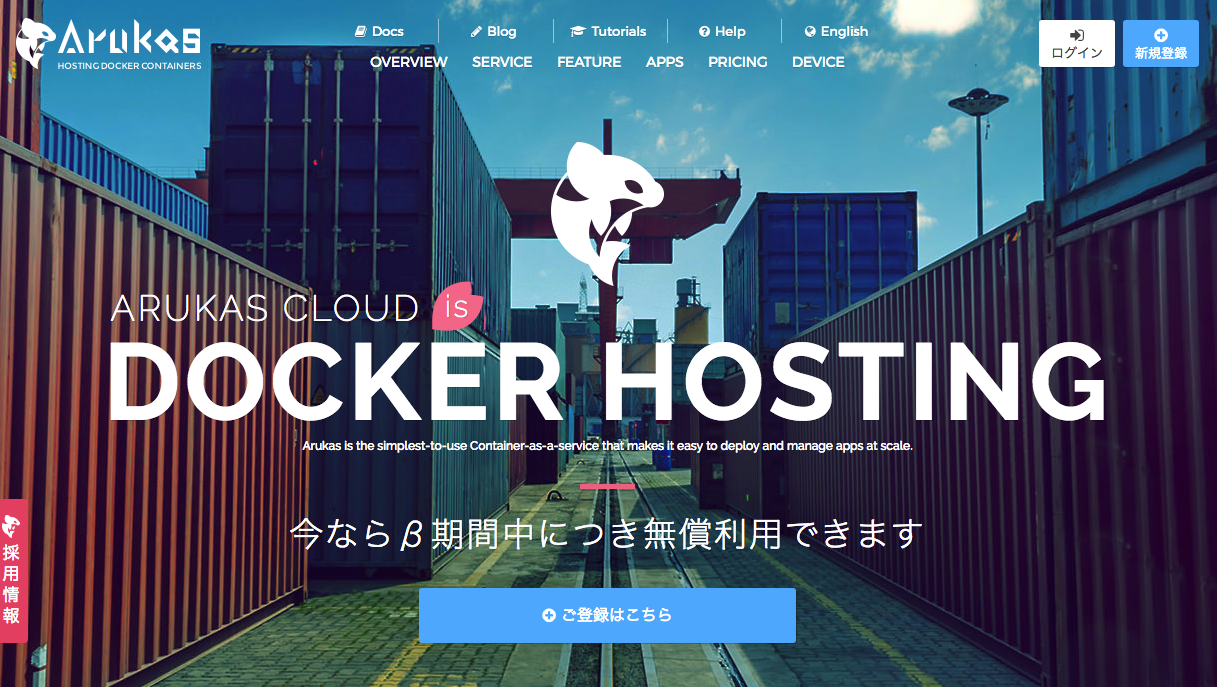 Arukas
HOSTING DOCKER CONTAINERS
Docs
Blog
Tutorials
Help
English
OVERVIEW
SERVICE
FEATURE
APPS
PRICING
DEVICE
ログイン
新規登録
ARUKAS CLOUD is
DOCKER HOSTING
Arukas is the simplest-to-use Container-as-a-service that makes it easy to deploy and manage apps at scale.
今ならβ期間中につき無償利用できます
ご登録はこちら
採用情報